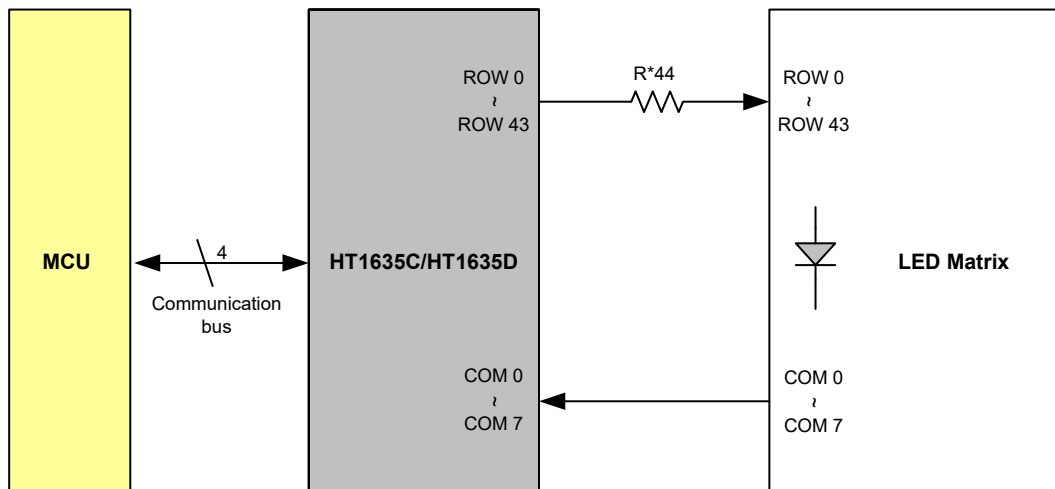 MCU
4
Communication
bus
HT1635C/HT1635D
ROW 0
~
ROW 43
COM 0
~
COM 7
R*44
ROW 0
~
ROW 43
LED Matrix
COM 0
~
COM 7